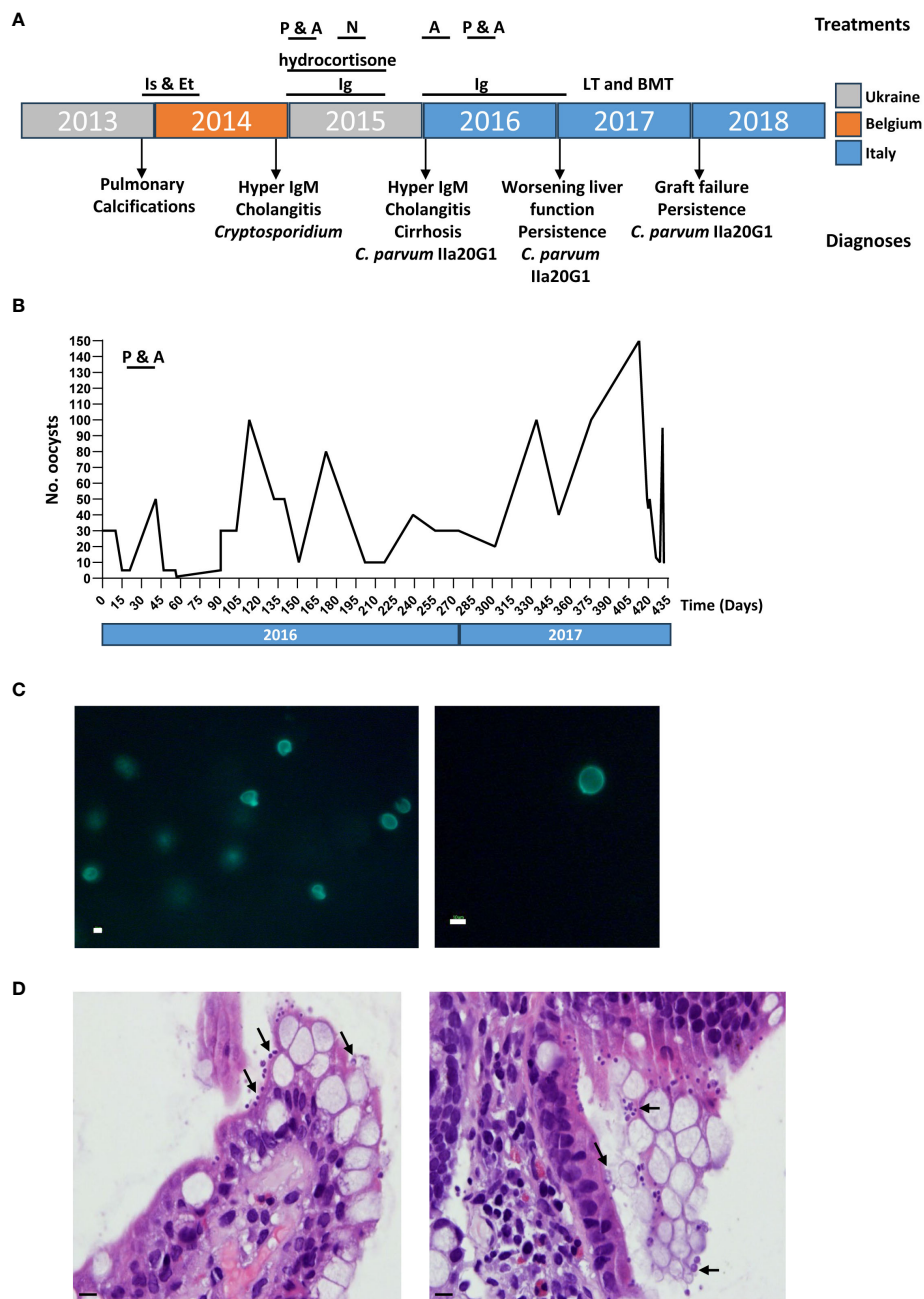 A
P & A N A P & A Treatments
hydrocortisone
Is & Et Ig Ig LT and BMT
2013 2014 2015 2016 2017 2018
Ukraine
Belgium
Italy
Pulmonary
Calcifications
Hyper IgM
Cholangitis
Cryptosporidium
Hyper IgM
Cholangitis
Cirrhosis
C. parvum IIa20G1
Worsening liver
function
Persistence
C. parvum
IIa20G1
Graft failure
Persistence
C. parvum IIa20G1
Diagnoses
B
P & A
No. oocysts
150
140
130
120
110
100
90
80
70
60
50
40
30
20
10
0
0 15 30 45 60 90 105 120 135 150 165 180 195 210 225 240 255 270 285 300 315 330 345 360 375 390 405 420 435 Time (Days)
2016 2017
C
D